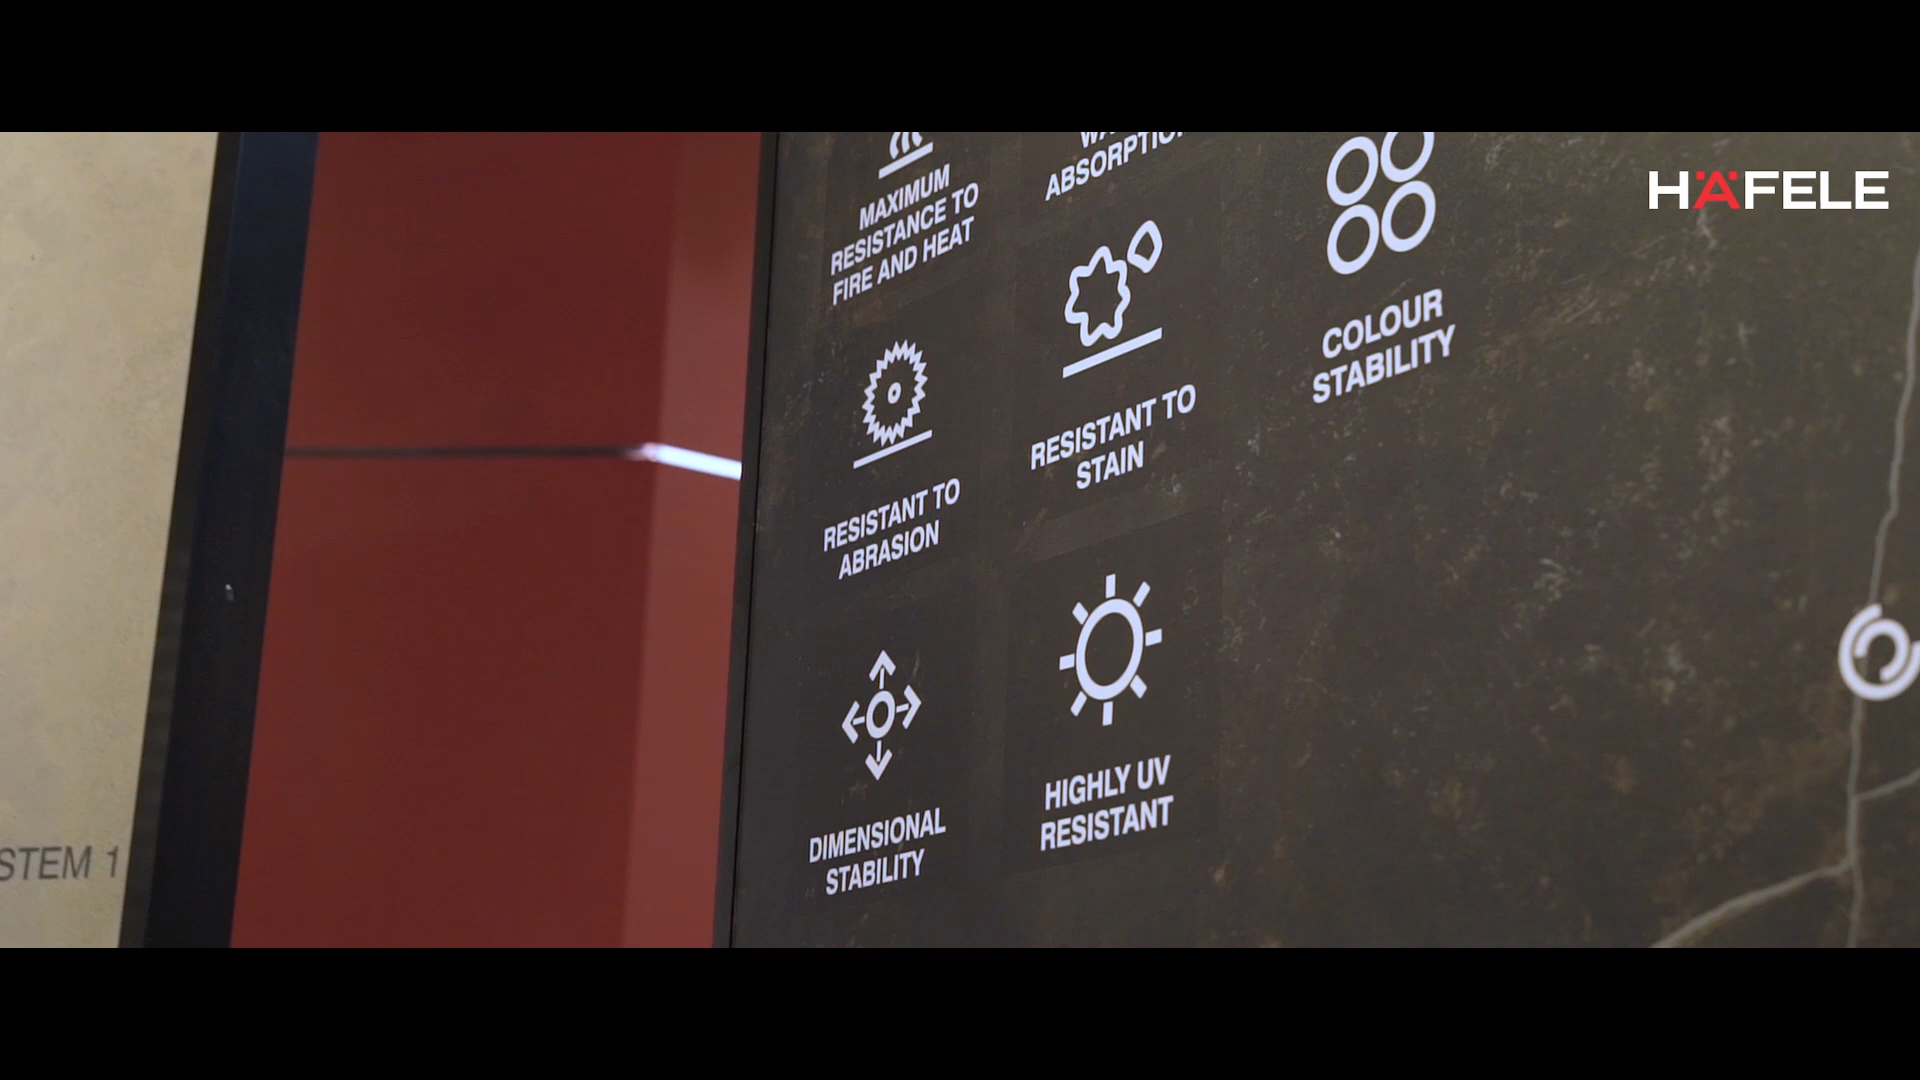 HÄFELE
MAXIMUM
RESISTANCE TO
FIRE AND HEAT
ABSORPTION
COLOUR
STABILITY
RESISTANT TO
STAIN
RESISTANT TO
ABRASION
HIGHLY UV
RESISTANT
DIMENSIONAL
STABILITY
STEM 1